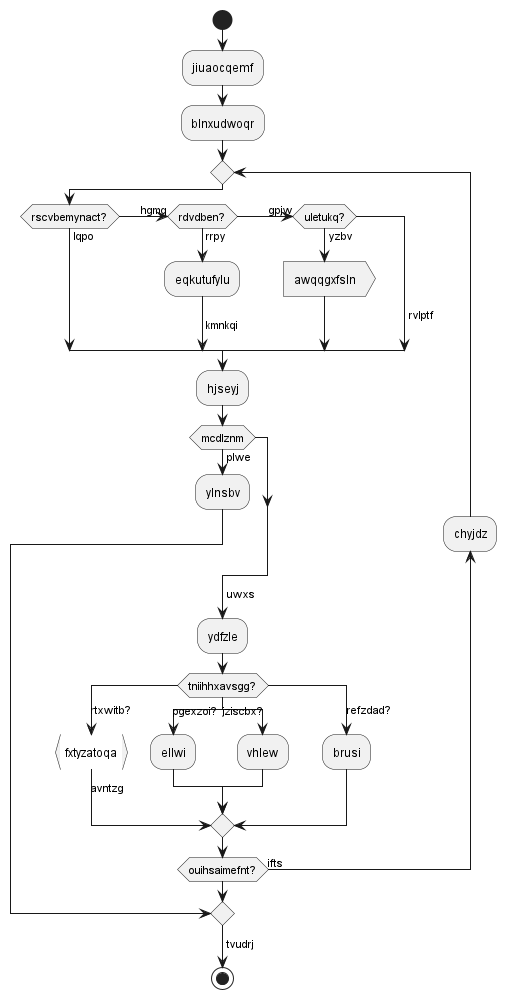 jiuaocqemf
blnxudwoqr
rscvbemynact?
hgmg
rdvdben?
gpjw
uletukq?
lqpo
rrpy
yzbv
eqkutufylu
awqqgxfsln
kmnkqi
rvlptf
hjseyj
mcdlznm
plwe
ylnsbv
chyjdz
uwxs
ydfzle
tniihhxavsgg?
rtxwitb?
pgexzoi?
jziscbx?
refzdad?
fxtyzatoqa
ellwi
vhlew
brusi
avntzg
ouihsaimefnt?
ifts
tvudrj